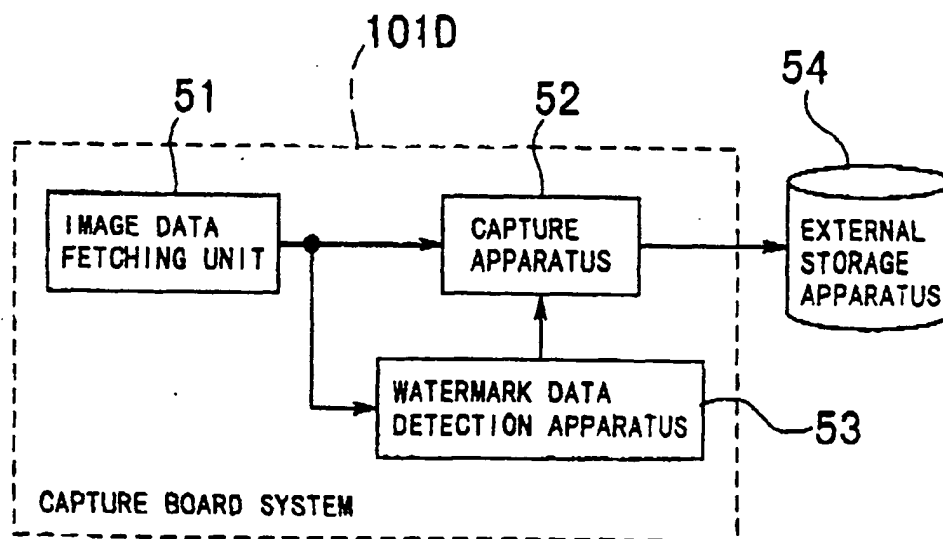 101D
51
52
54
IMAGE DATA
FETCHING UNIT
CAPTURE
APPARATUS
EXTERNAL
STORAGE
APPARATUS
WATERMARK DATA
DETECTION APPARATUS
53
CAPTURE BOARD SYSTEM